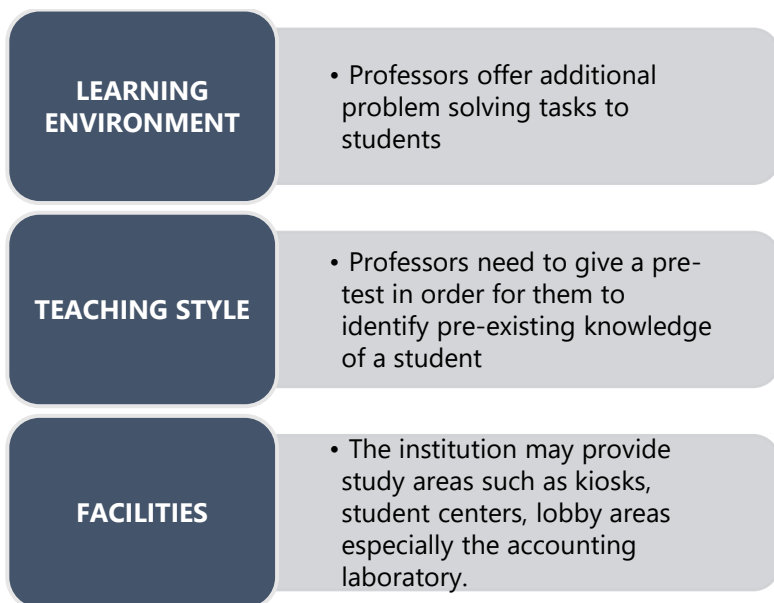 LEARNING
ENVIRONMENT
• Professors offer additional
problem solving tasks to
students
TEACHING STYLE
• Professors need to give a pre-
test in order for them to
identify pre-existing knowledge
of a student
FACILITIES
• The institution may provide
study areas such as kiosks,
student centers, lobby areas
especially the accounting
laboratory.